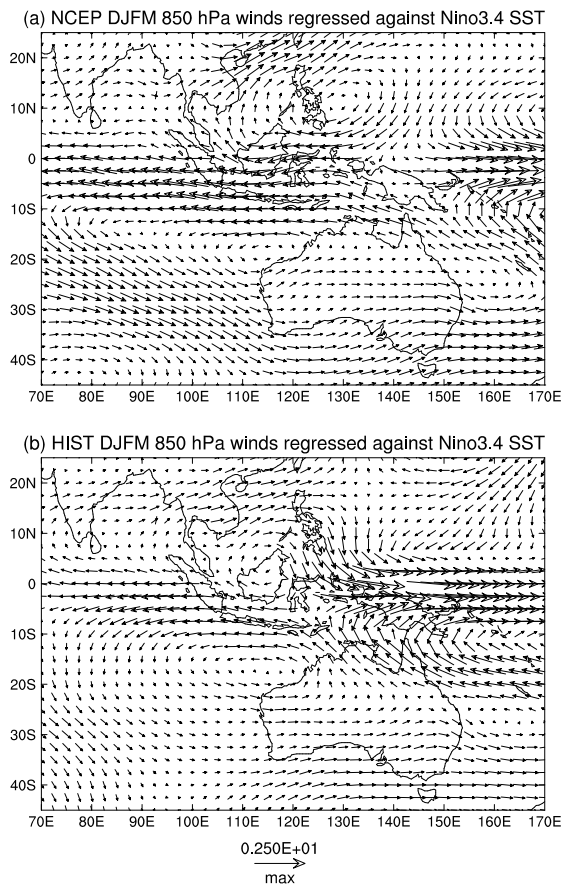 (a) NCEP DJFM 850 hPa winds regressed against Nino3.4 SST
20N
10N
0
10S
20S
30S
40S
70E 80E 90E 100E 110E 120E 130E 140E 150E 160E 170E
(b) HIST DJFM 850 hPa winds regressed against Nino3.4 SST
20N
10N
0
10S
20S
30S
40S
70E 80E 90E 100E 110E 120E 130E 140E 150E 160E 170E
0.250E+01
max